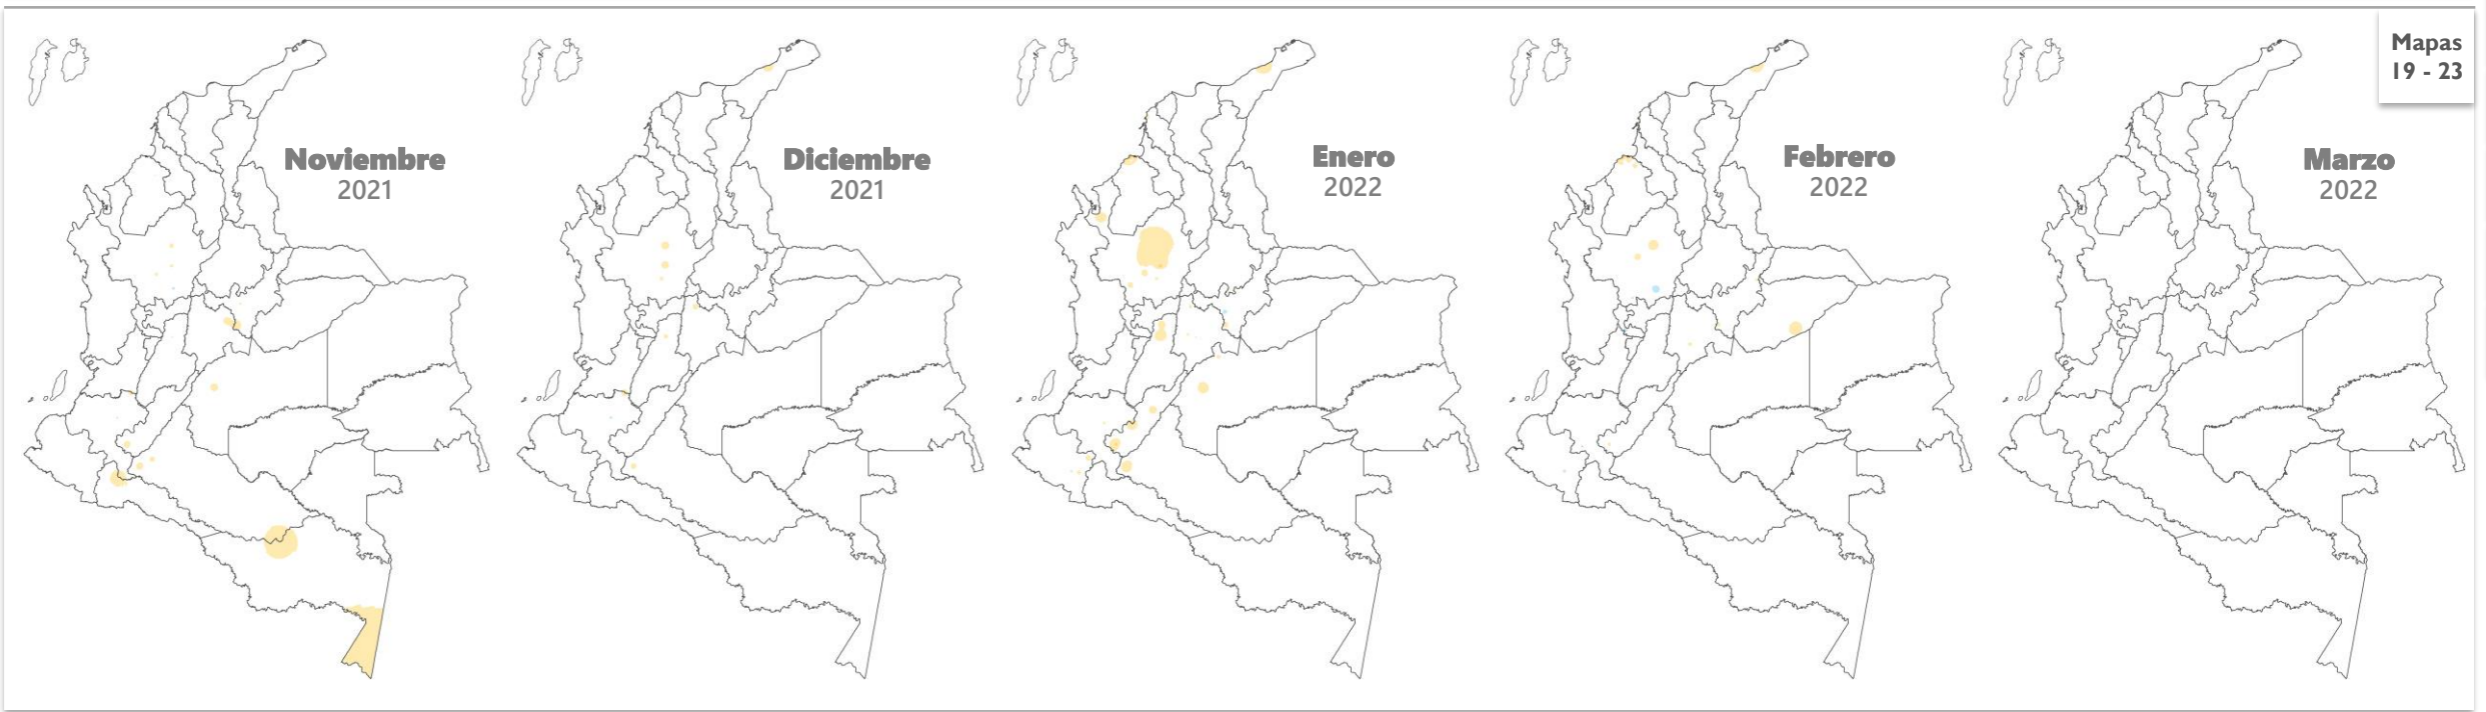 Mapas
19 - 23
Noviembre
2021
Diciembre
2021
Enero
2022
Febrero
2022
Marzo
2022